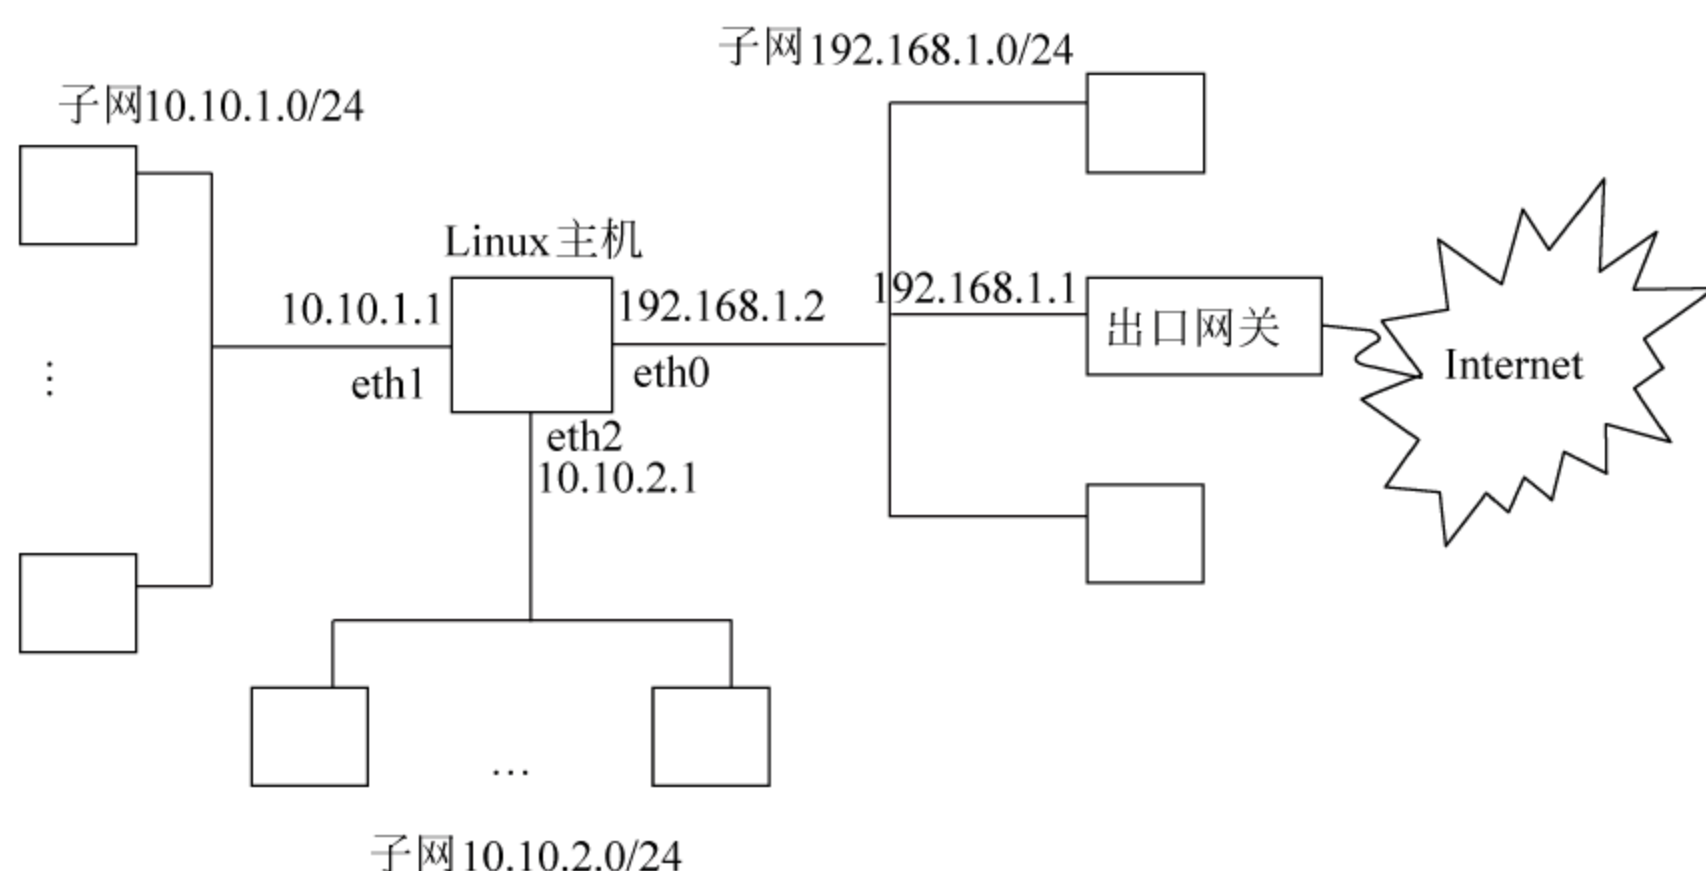 子网192.168.1.0/24
子网10.10.1.0/24
Linux主机
10.10.1.1
192.168.1.2
192.168.1.1
出口网关
Internet
eth1
eth0
eth2
10.10.2.1
⋮
…
子网10.10.2.0/24